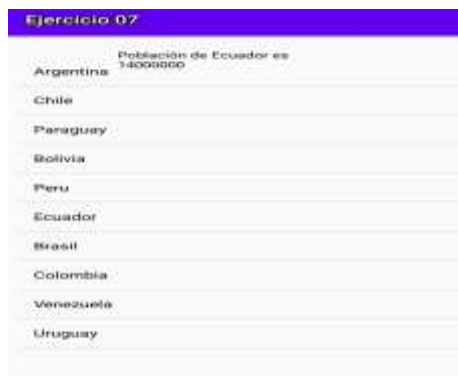 Ejercicio 07
Población de Ecuador es
14000000
Argentina
Chile
Paraguay
Bolivia
Peru
Ecuador
Brasil
Colombia
Venezuela
Uruguay